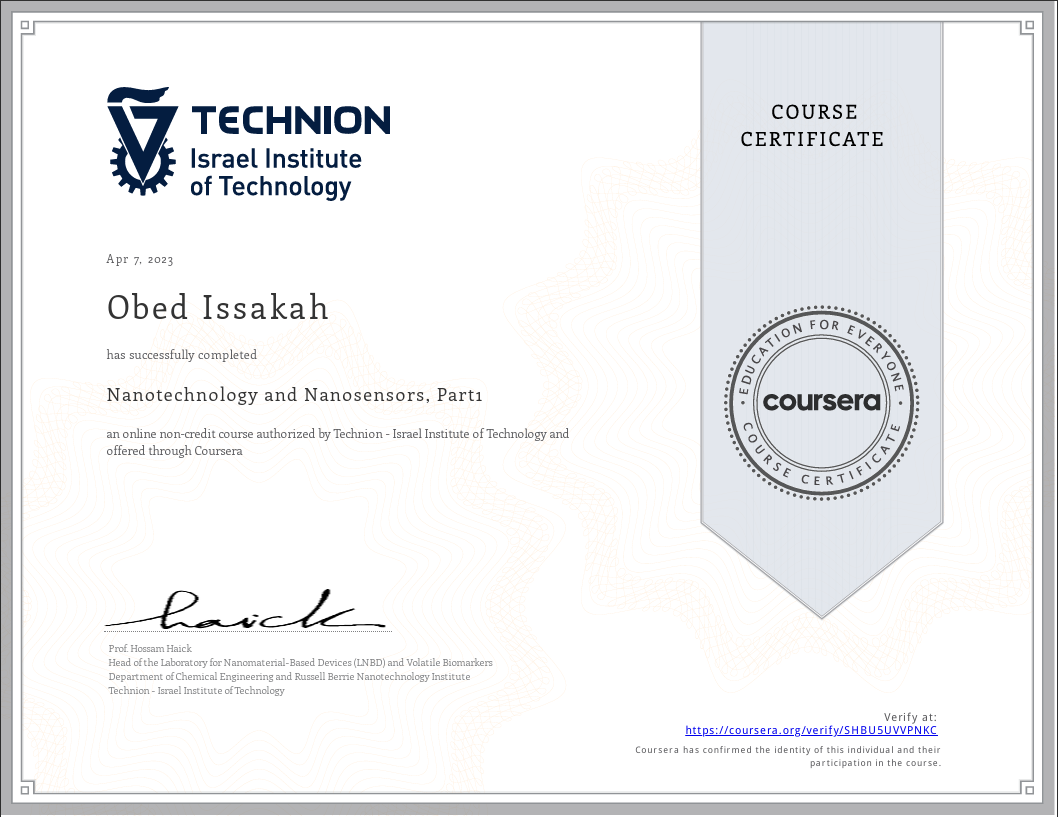 TECHNION
Israel Institute
of Technology
COURSE
CERTIFICATE
Apr 7, 2023
Obed Issakah
has successfully completed
Nanotechnology and Nanosensors, Part1
an online non-credit course authorized by Technion - Israel Institute of Technology and
offered through Coursera
EDUCATION FOR EVERYONE
coursera
COURSE CERTIFICATE
haick
Prof. Hossam Haick
Head of the Laboratory for Nanomaterial-Based Devices (LNBD) and Volatile Biomarkers
Department of Chemical Engineering and Russell Berrie Nanotechnology Institute
Technion - Israel Institute of Technology
Verify at:
https://coursera.org/verify/SHBU5UVVPNKC
Coursera has confirmed the identity of this individual and their
participation in the course.